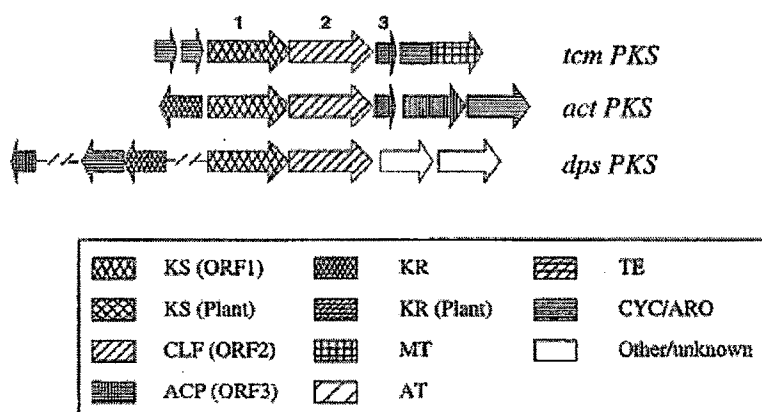 1 2 3
tcm PKS
act PKS
dps PKS
KS (ORF1) KR TE
KS (Plant) KR (Plant) CYC/ARO
CLF (ORF2) MT Other/unknown
ACP (ORF3) AT